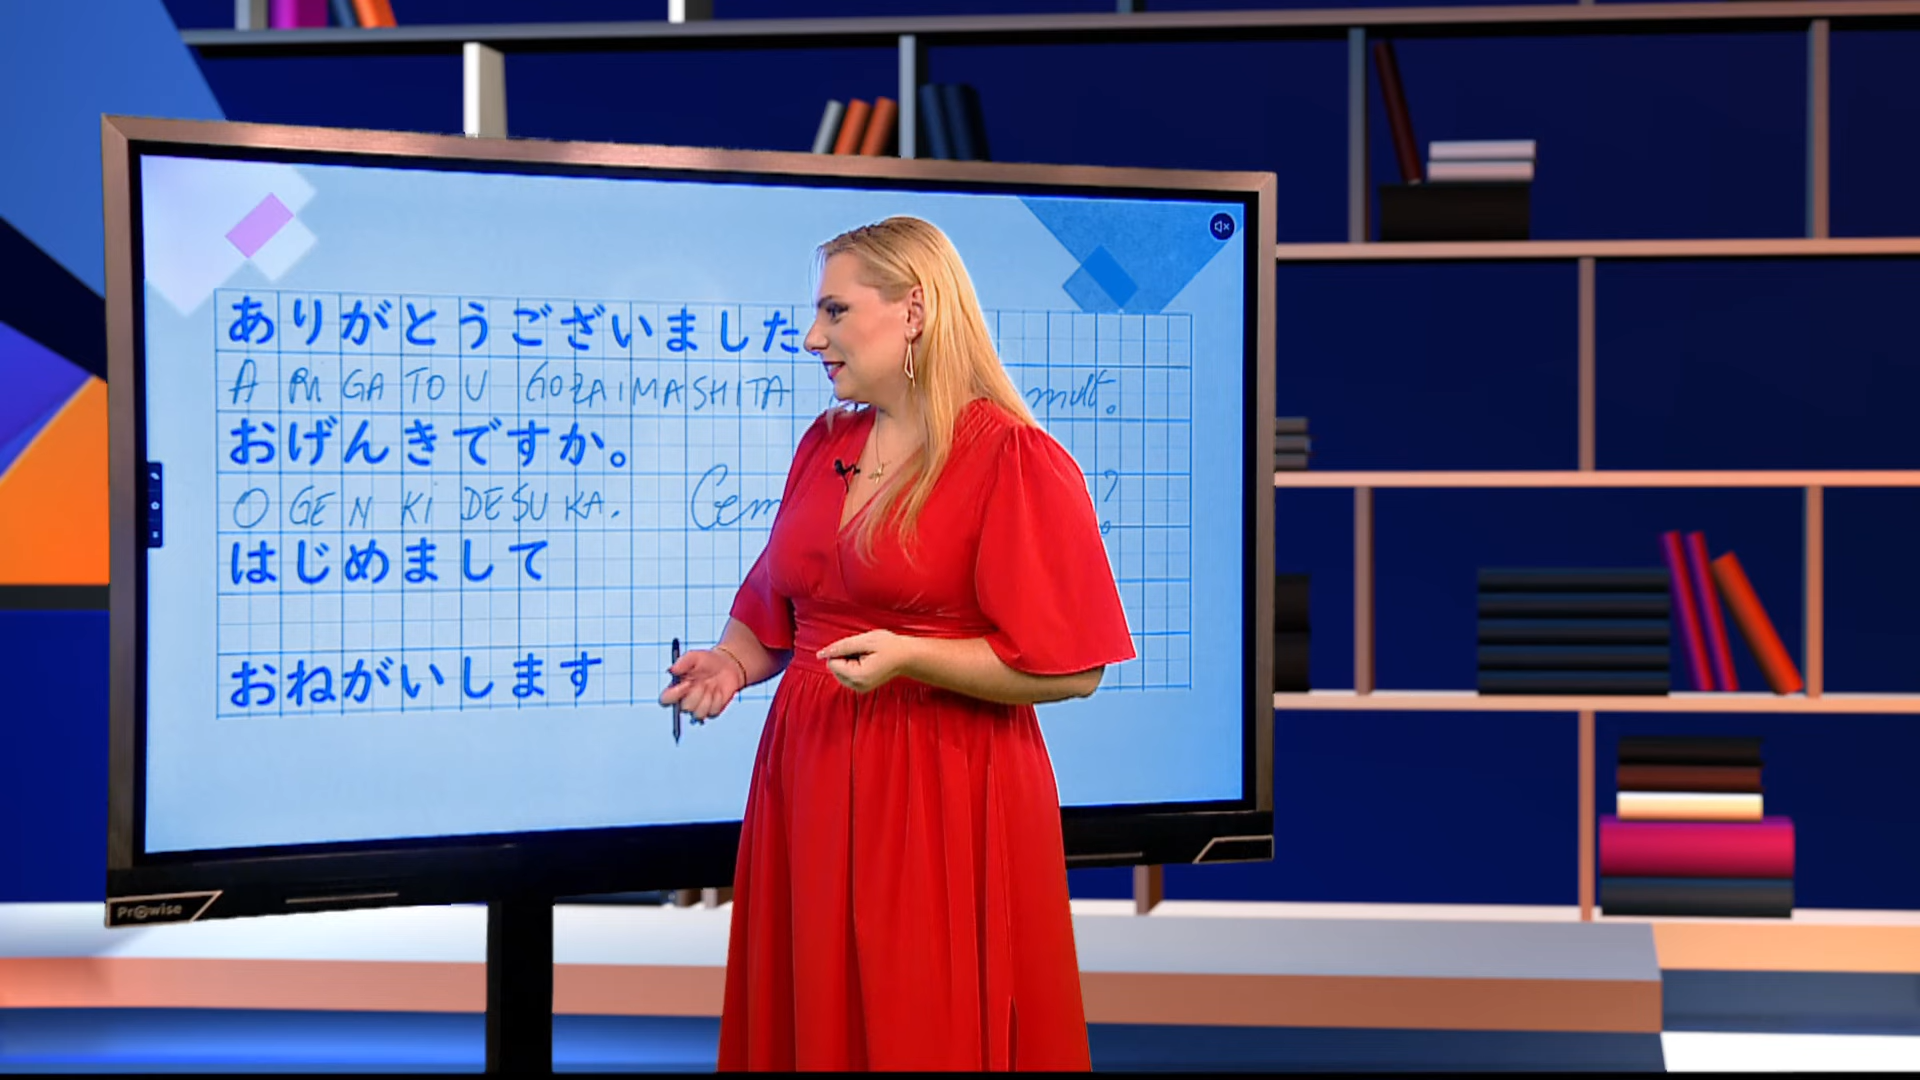 ありがとうございました
A RI GA TO U GOZAIMASHITA mult.
おげんきですか。
O GE N KI DESU KA. ?
はじめまして
おねがいします
Prowise